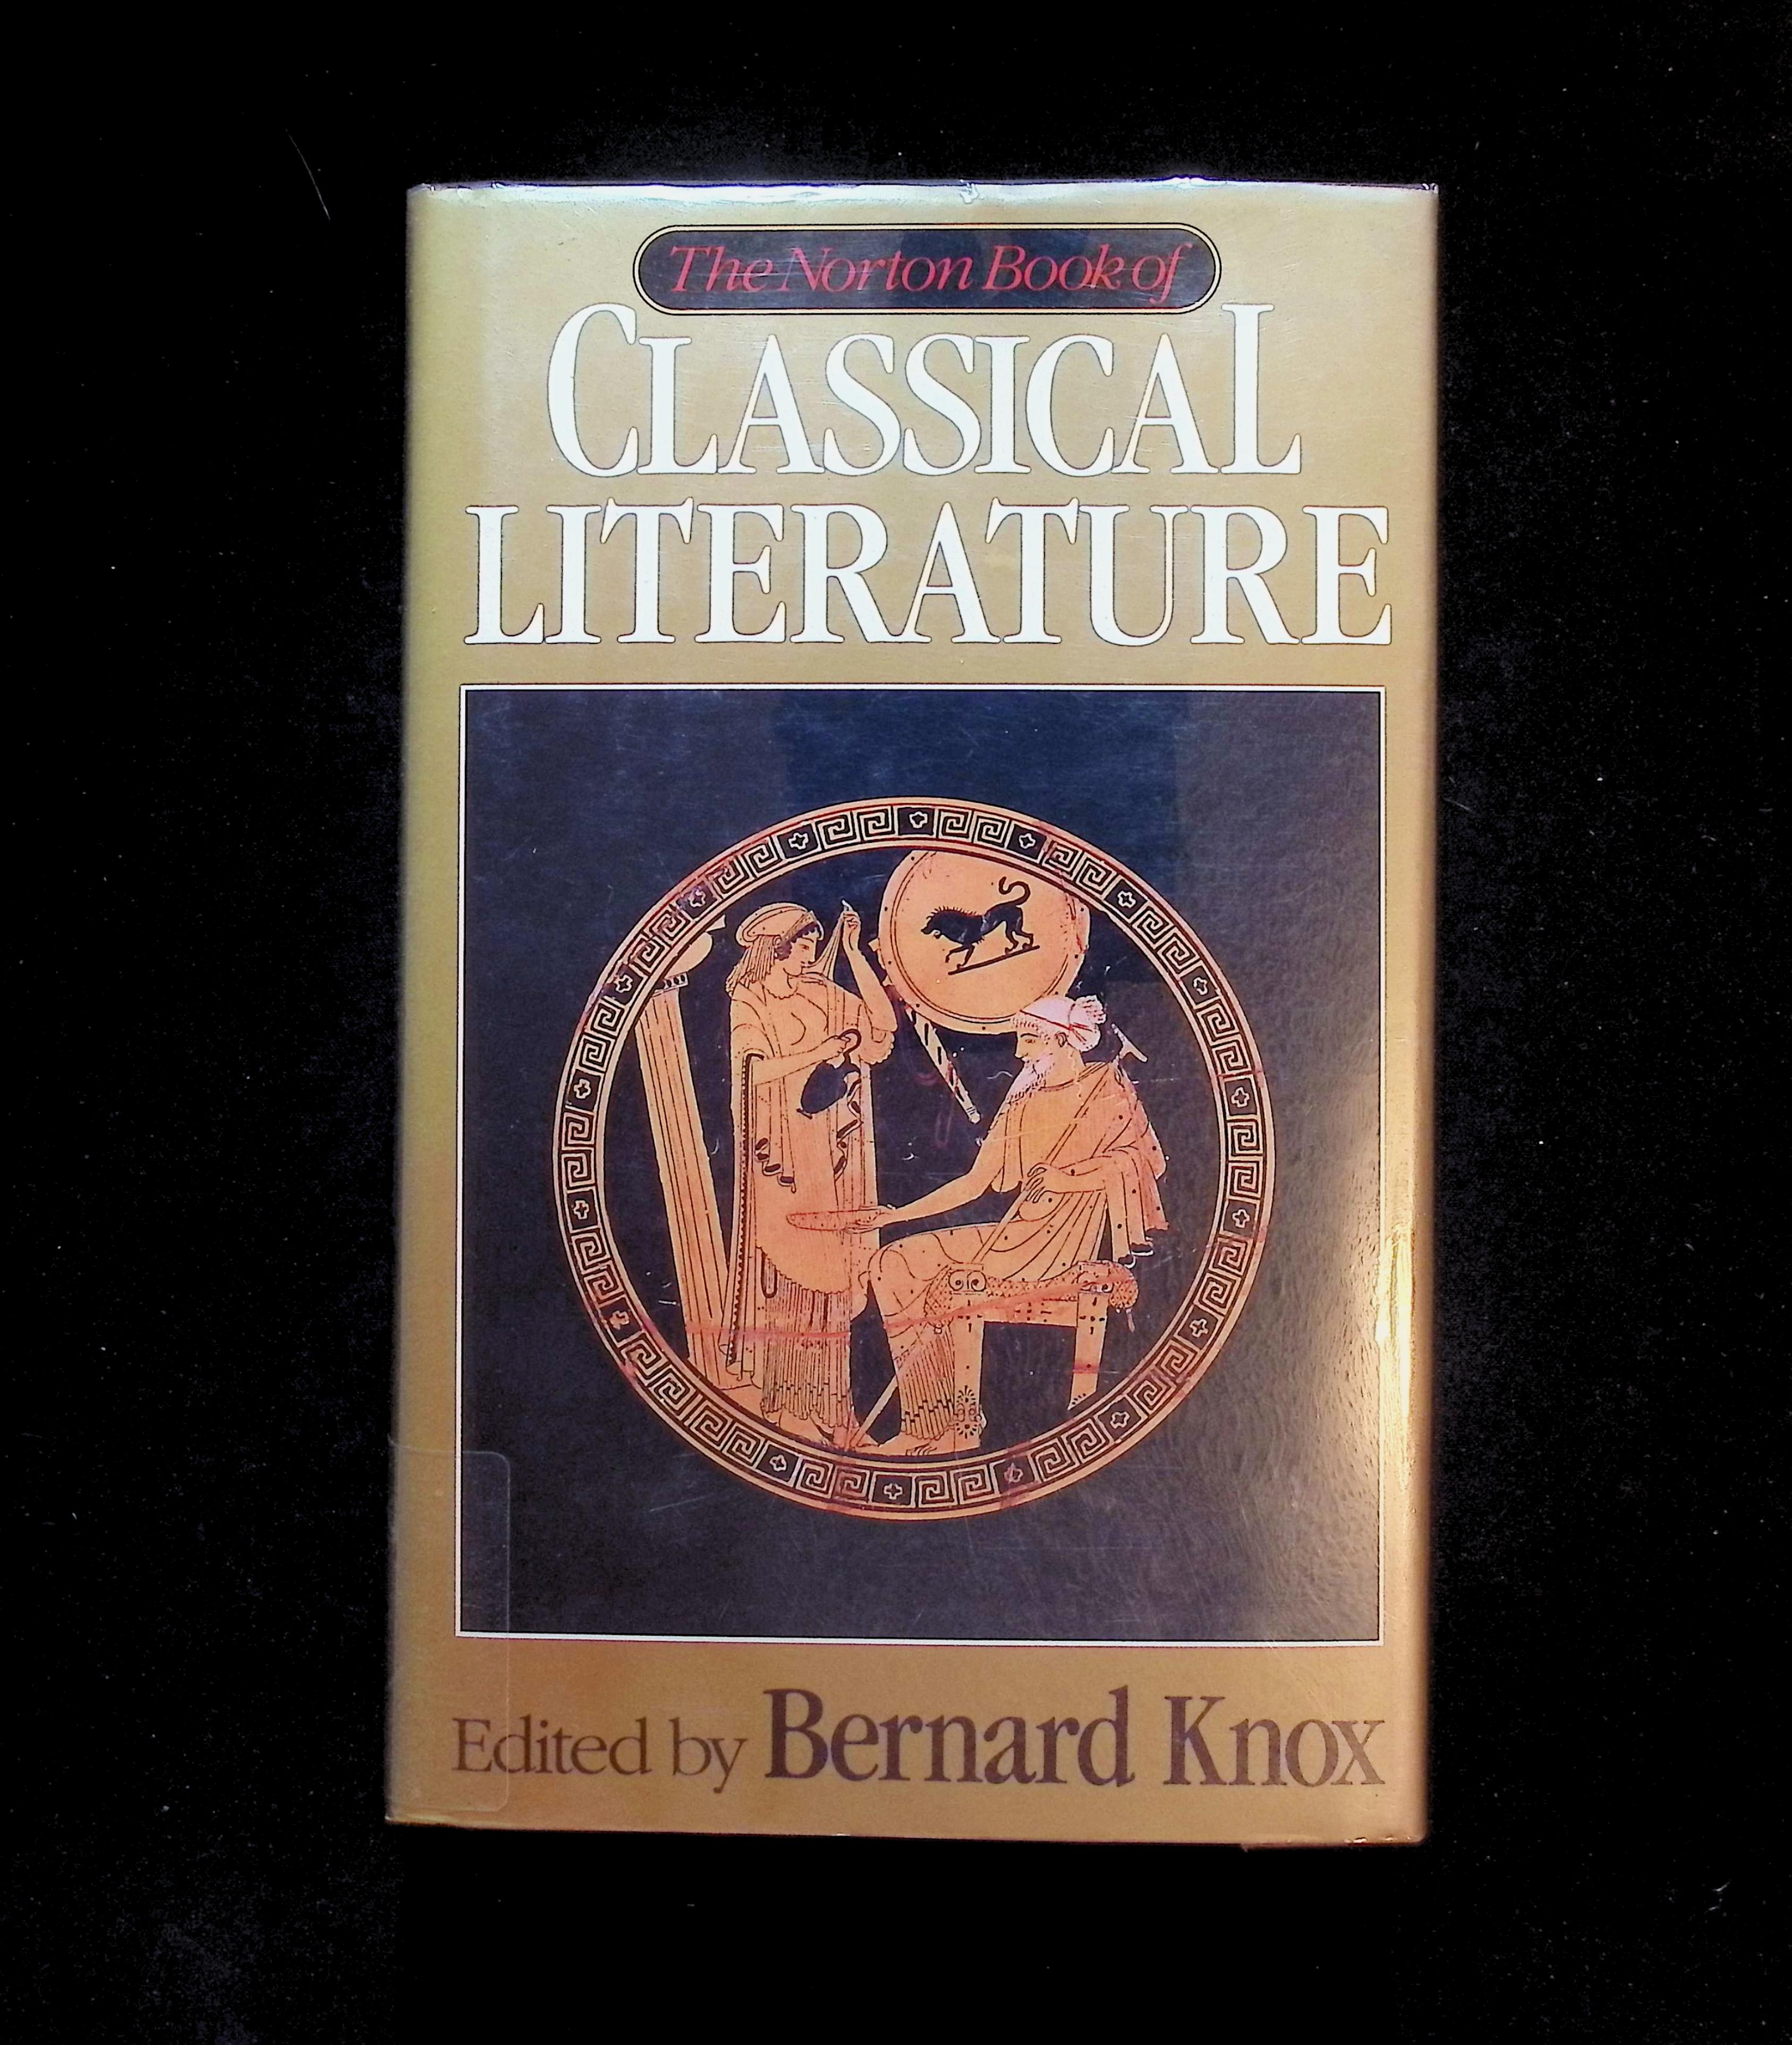 The Norton Book of
CLASSICAL
LITERATURE
Edited by Bernard Knox